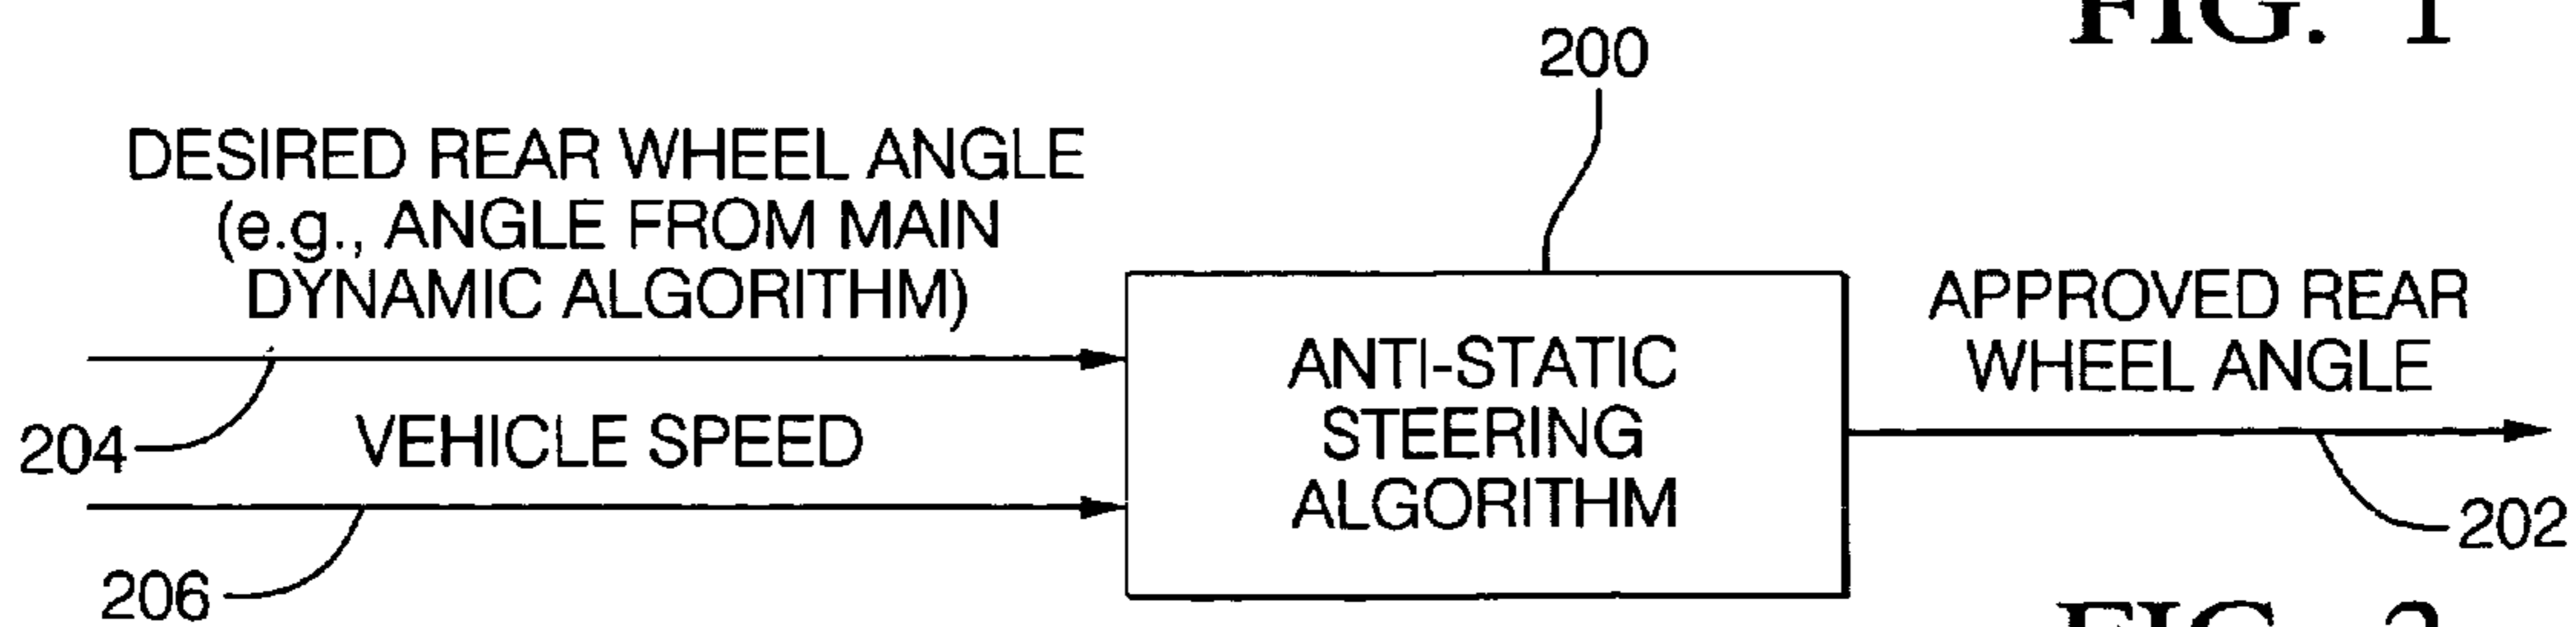 FIG. 1
200
DESIRED REAR WHEEL ANGLE
(e.g., ANGLE FROM MAIN
DYNAMIC ALGORITHM)
204
VEHICLE SPEED
206
ANTI-STATIC
STEERING
ALGORITHM
APPROVED REAR
WHEEL ANGLE
202